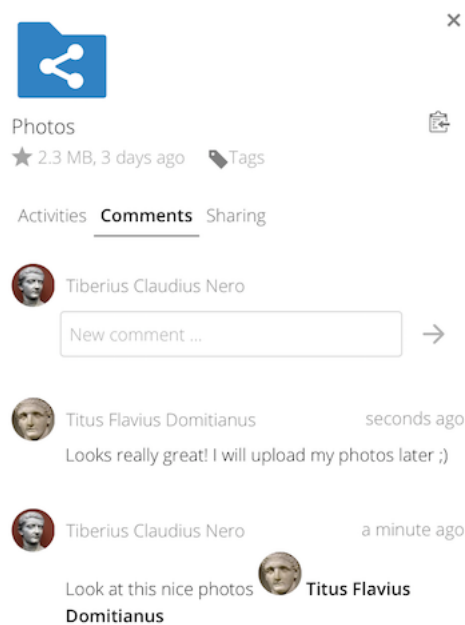 Photos
2.3 MB, 3 days ago Tags
Activities Comments Sharing
Tiberius Claudius Nero
New comment ...
Titus Flavius Domitianus seconds ago
Looks really great! I will upload my photos later ;)
Tiberius Claudius Nero a minute ago
Look at this nice photos Titus Flavius
Domitianus